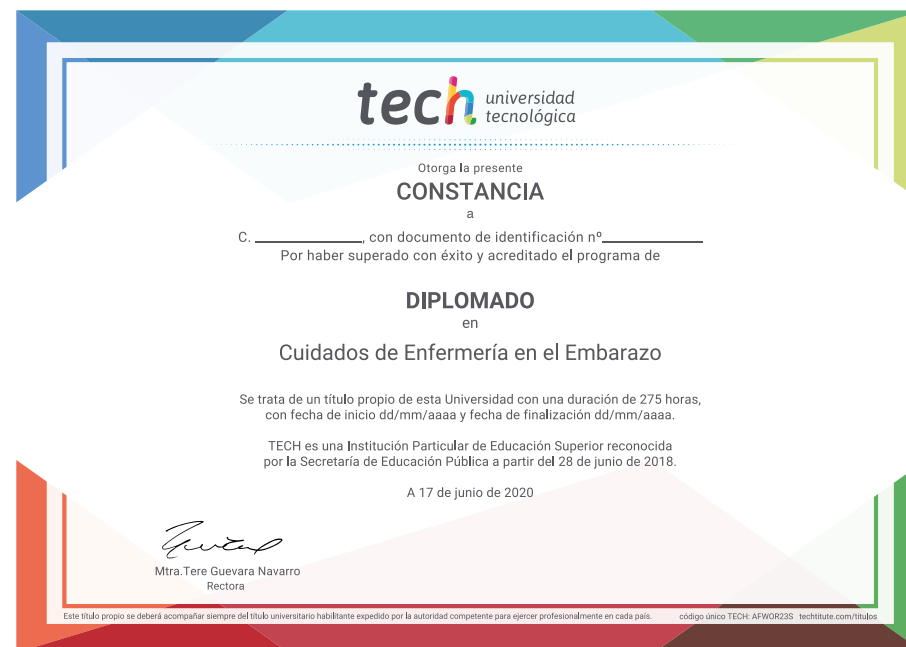 tech universidad
tecnológica
Otorga la presente
CONSTANCIA
a
C. ____________, con documento de identificación nº____________
Por haber superado con éxito y acreditado el programa de
DIPLOMADO
en
Cuidados de Enfermería en el Embarazo
Se trata de un título propio de esta Universidad con una duración de 275 horas,
con fecha de inicio dd/mm/aaaa y fecha de finalización dd/mm/aaaa.
TECH es una Institución Particular de Educación Superior reconocida
por la Secretaría de Educación Pública a partir del 28 de junio de 2018.
A 17 de junio de 2020
Mtra.Tere Guevara Navarro
Rectora
Este título propio se deberá acompañar siempre del título universitario habilitante expedido por la autoridad competente para ejercer profesionalmente en cada país. código único TECH: AFWOR23S techtitute.com/titulos